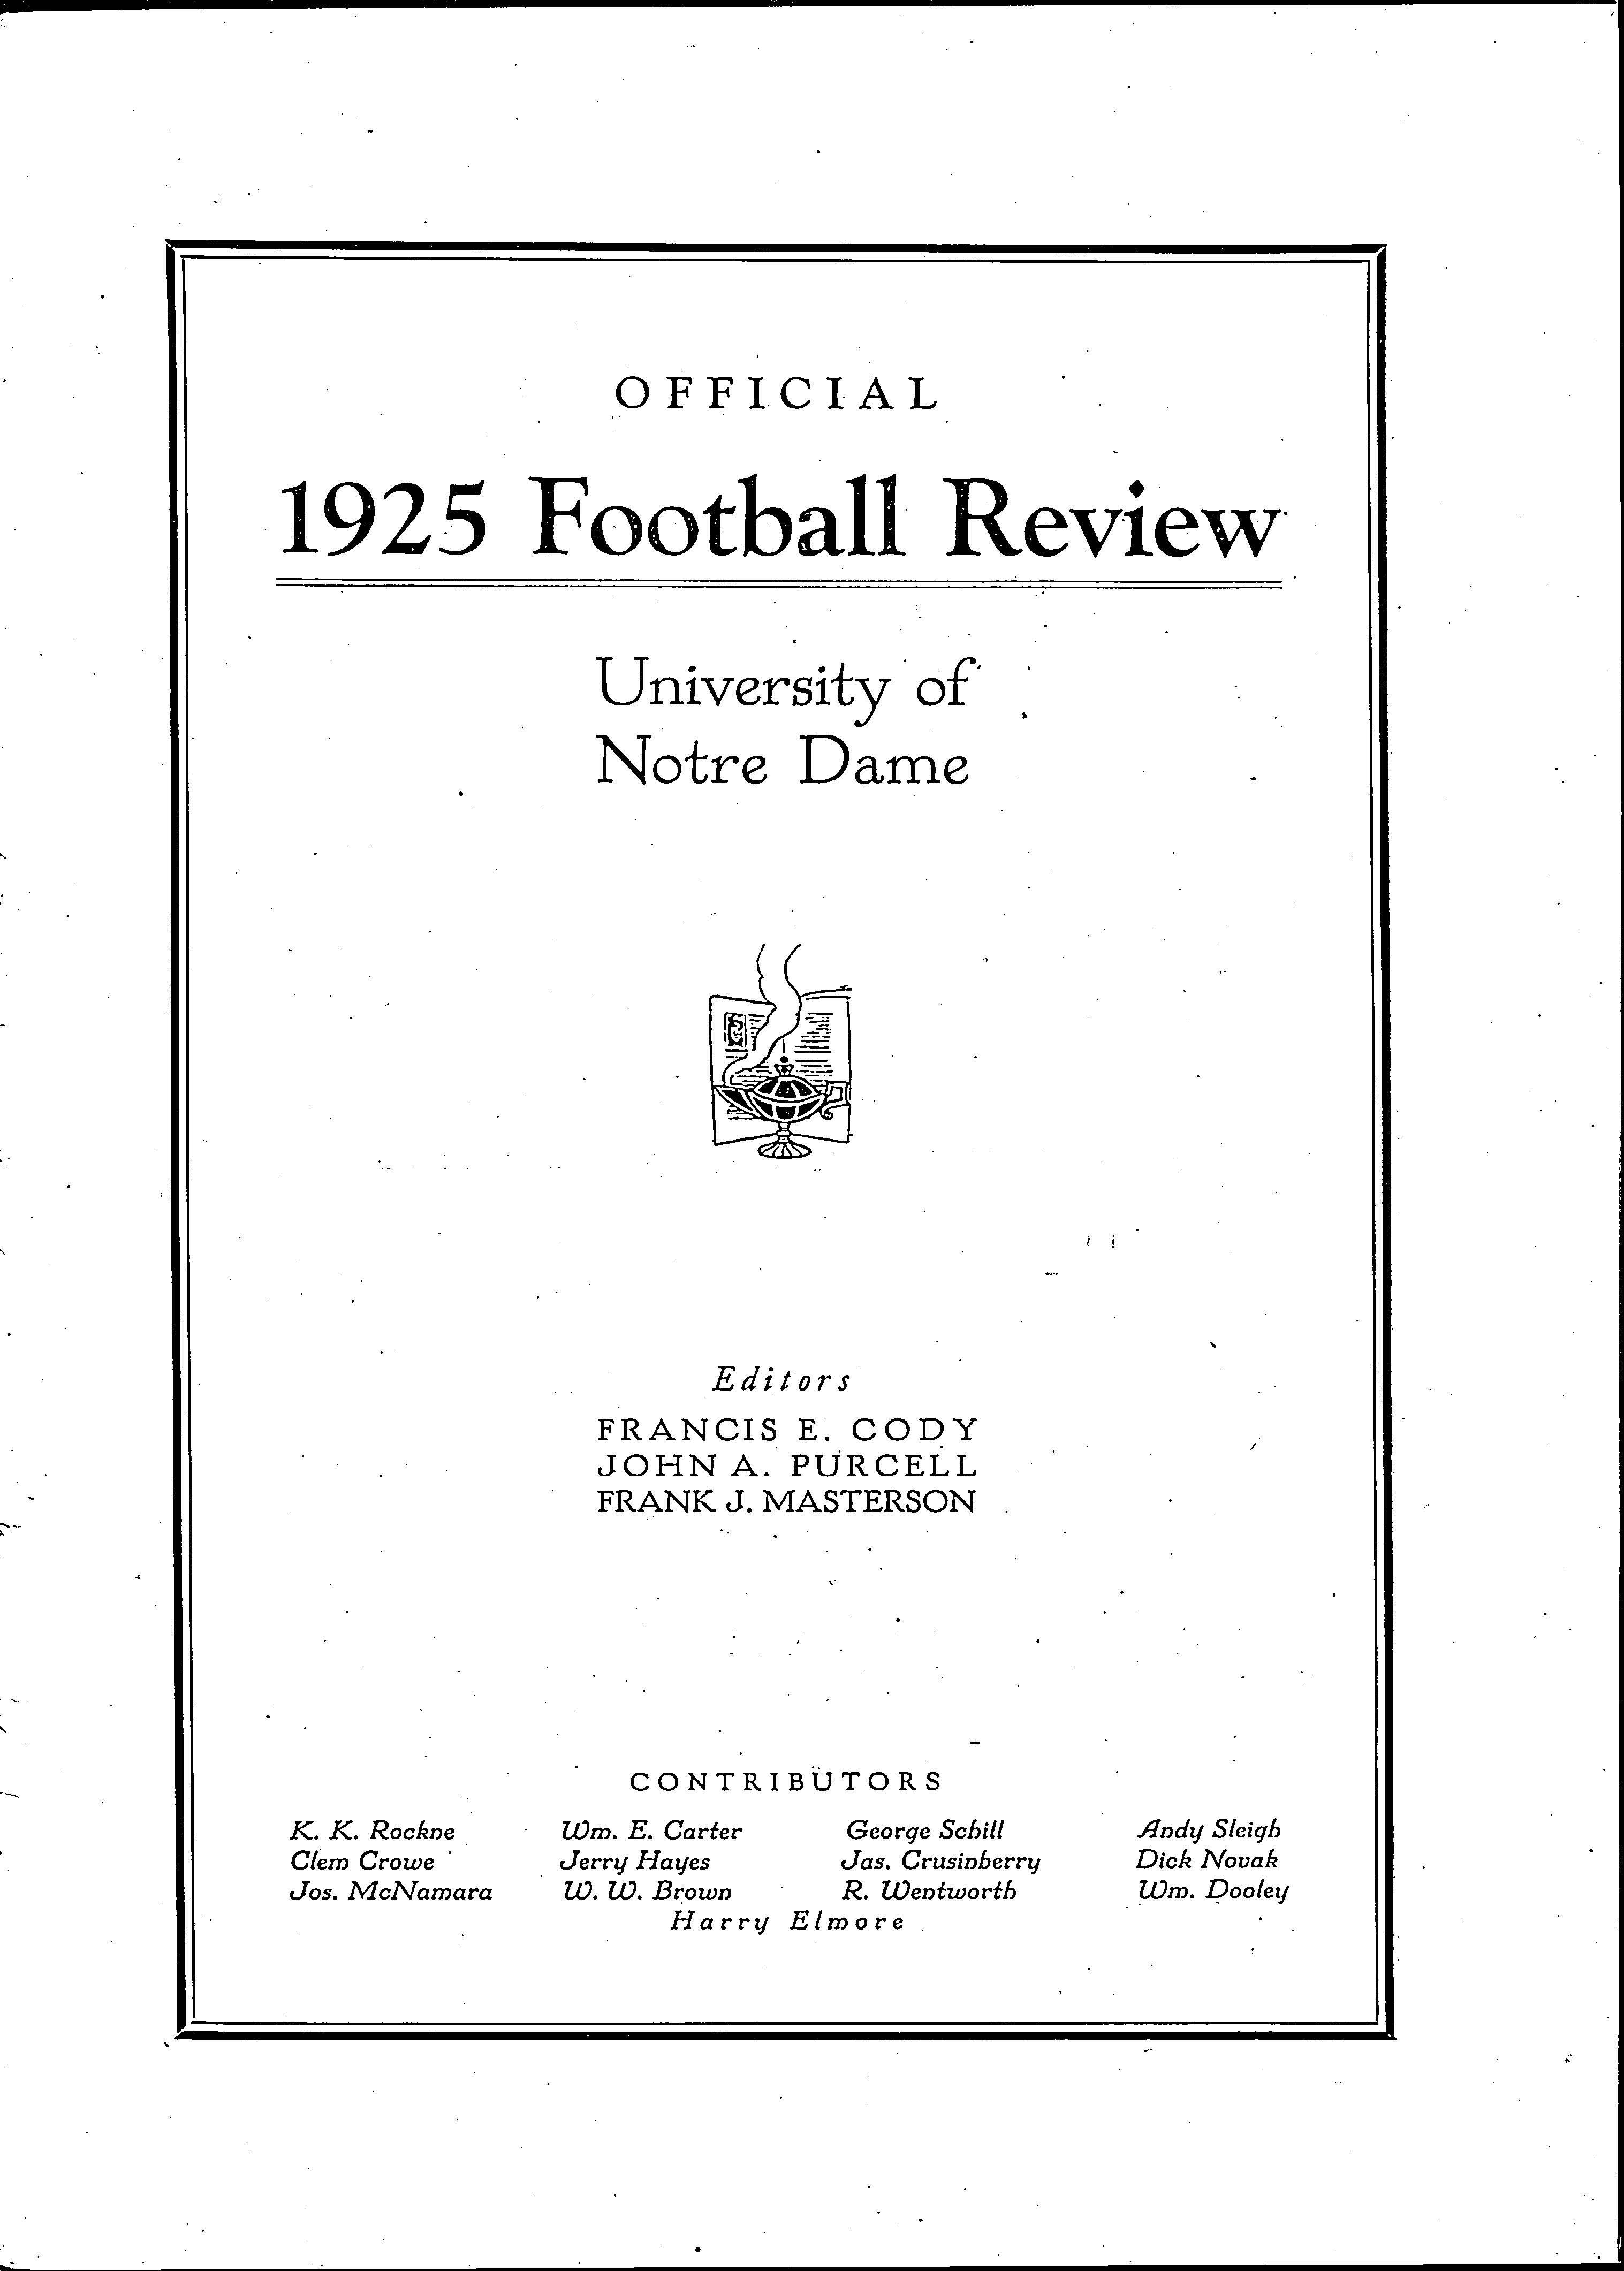 OFFICIAL
1925 Football Review
University of
Notre Dame
Editors
FRANCIS E. CODY
JOHN A. PURCELL
FRANK J. MASTERSON
CONTRIBUTORS
K. K. Rockne Wm. E. Carter George Schill Andy Sleigh
Clem Crowe Jerry Hayes Jas. Crusinberry Dick Novak
Jos. McNamara W. W. Brown R. Wentworth Wm. Dooley
Harry Elmore